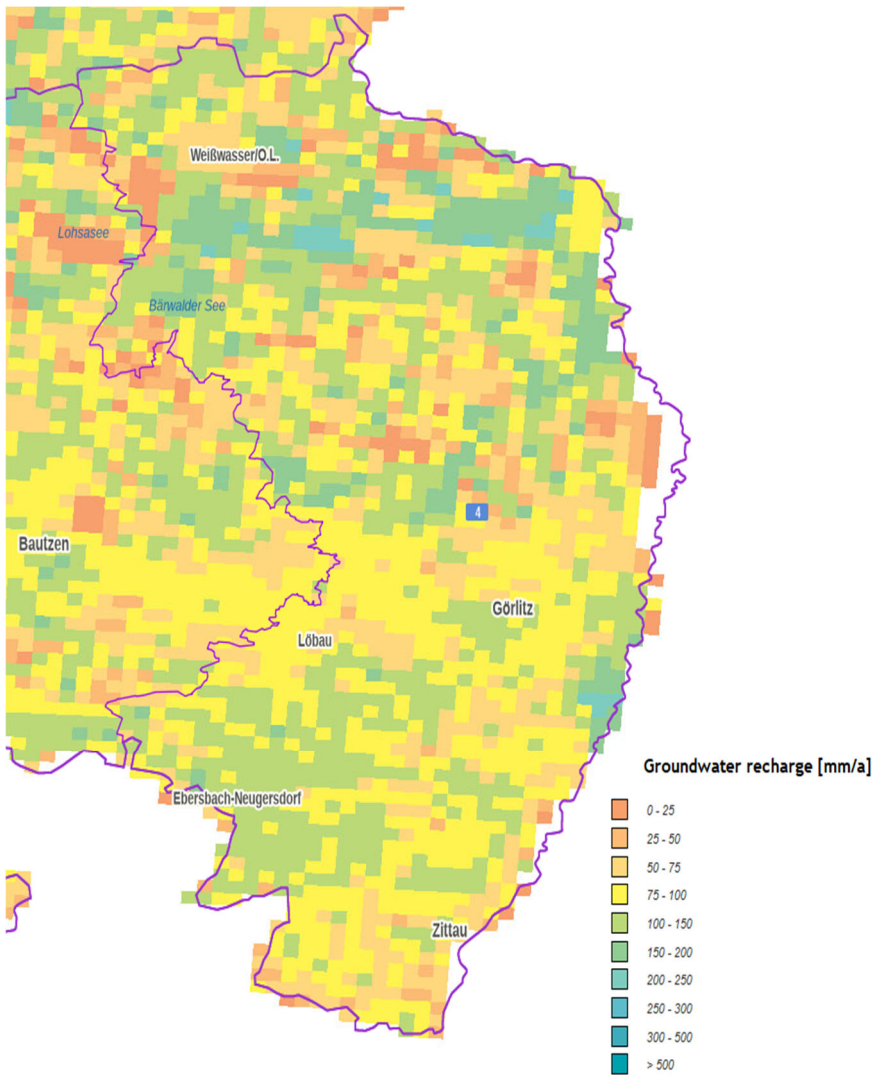 Weißwasser/O.L.
Lohsasee
Bärwalder See
4
Bautzen
Görlitz
Löbau
Groundwater recharge [mm/a]
Ebersbach-Neugersdorf
0 - 25
25 - 50
50 - 75
75 - 100
100 - 150
Zittau
150 - 200
200 - 250
250 - 300
300 - 500
> 500